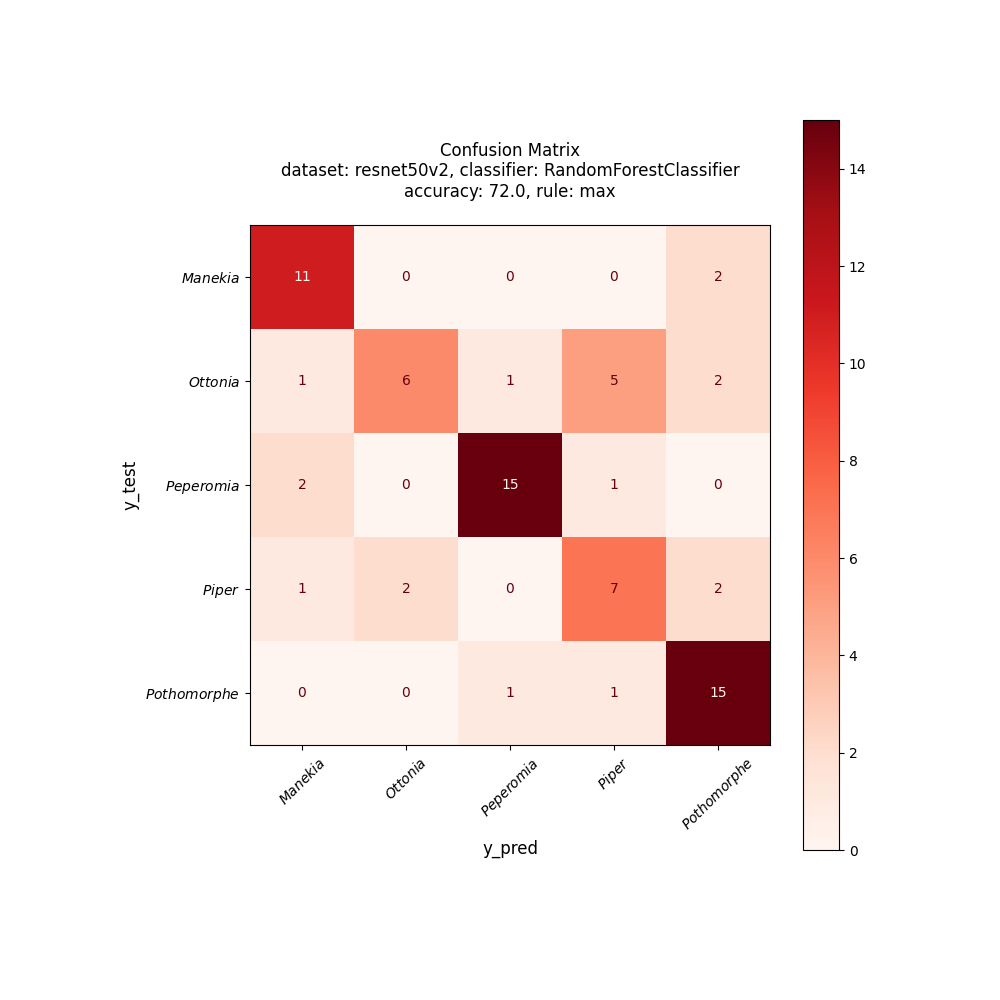 Confusion Matrix
dataset: resnet50v2, classifier: RandomForestClassifier
accuracy: 72.0, rule: max
14
12
10
8
6
4
2
0
y_test
Manekia 11 0 0 0 2
Ottonia 1 6 1 5 2
Peperomia 2 0 15 1 0
Piper 1 2 0 7 2
Pothomorphe 0 0 1 1 15
Manekia Ottonia Peperomia Piper Pothomorphe
y_pred